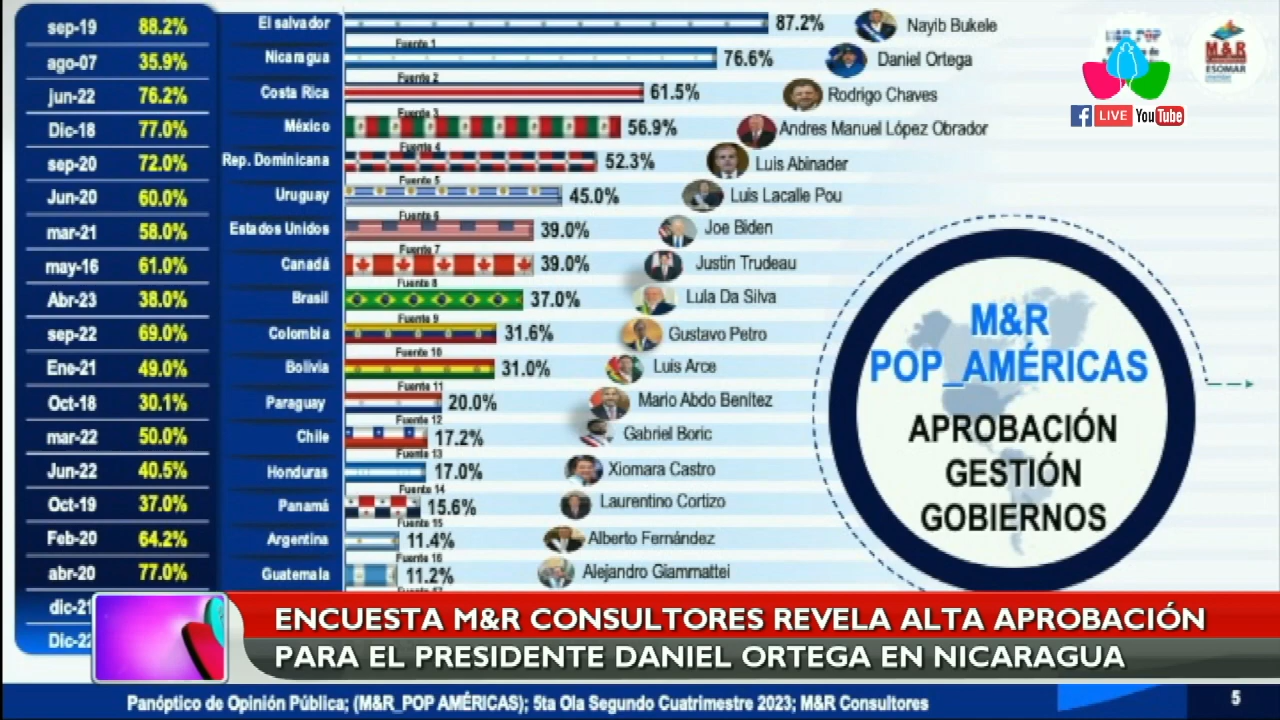 sep-19 88.2% El salvador 87.2% Nayib Bukele
Fuente 1
ago-07 35.9% Nicaragua 76.6% Daniel Ortega
Fuente 2
jun-22 76.2% Costa Rica 61.5% Rodrigo Chaves
Fuente 3
Dic-18 77.0% México 56.9% Andres Manuel López Obrador
Fuente 4
sep-20 72.0% Rep. Dominicana 52.3% Luis Abinader
Fuente 5
Jun-20 60.0% Uruguay 45.0% Luis Lacalle Pou
Fuente 6
mar-21 58.0% Estados Unidos 39.0% Joe Biden
Fuente 7
may-16 61.0% Canadá 39.0% Justin Trudeau
Fuente 8
Abr-23 38.0% Brasil 37.0% Lula Da Silva
Fuente 9
sep-22 69.0% Colombia 31.6% Gustavo Petro
Fuente 10
Ene-21 49.0% Bolivia 31.0% Luis Arce
Fuente 11
Oct-18 30.1% Paraguay 20.0% Mario Abdo Benítez
Fuente 12
mar-22 50.0% Chile 17.2% Gabriel Boric
Fuente 13
Jun-22 40.5% Honduras 17.0% Xiomara Castro
Fuente 14
Oct-19 37.0% Panamá 15.6% Laurentino Cortizo
Fuente 15
Feb-20 64.2% Argentina 11.4% Alberto Fernández
Fuente 16
abr-20 77.0% Guatemala 11.2% Alejandro Giammattei
dic-21
Dic-22
M&R
ESOMAR
LIVE YouTube
M&R
POP_AMÉRICAS
APROBACIÓN
GESTIÓN
GOBIERNOS
ENCUESTA M&R CONSULTORES REVELA ALTA APROBACIÓN
PARA EL PRESIDENTE DANIEL ORTEGA EN NICARAGUA
Panóptico de Opinión Pública; (M&R_POP AMÉRICAS); 5ta Ola Segundo Cuatrimestre 2023; M&R Consultores
5